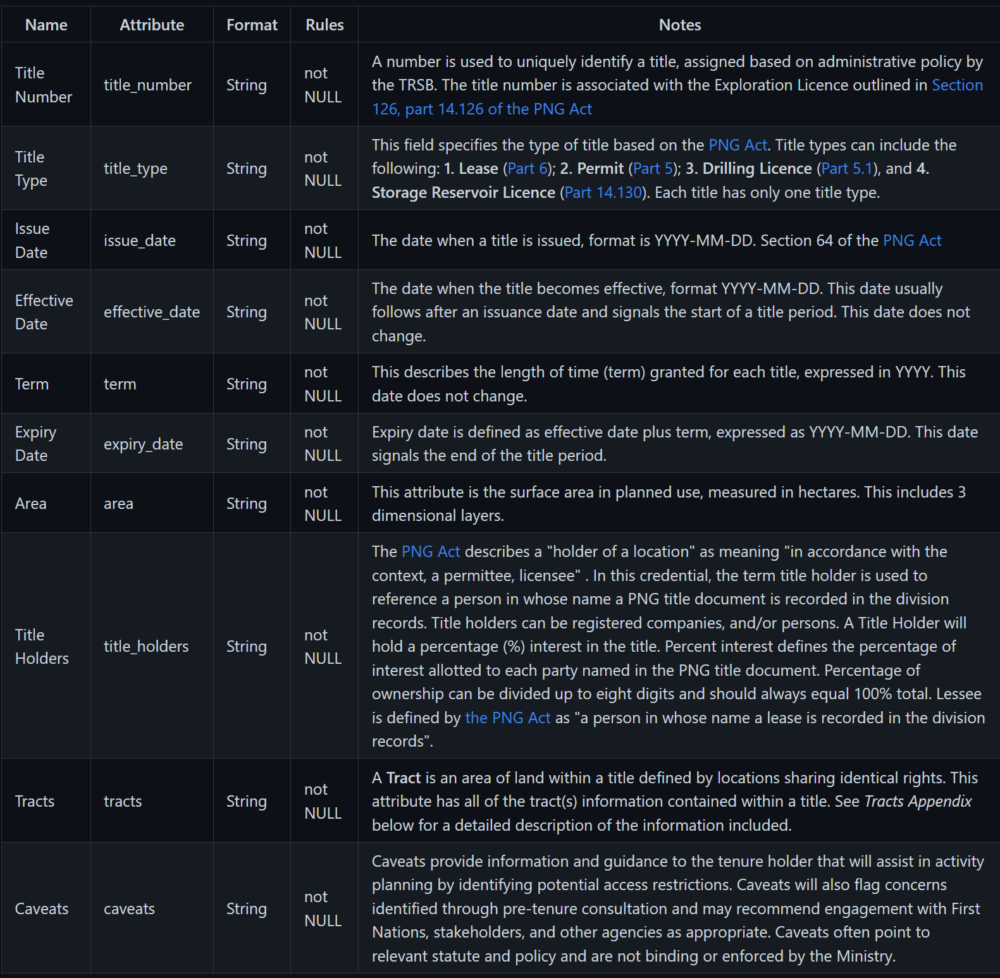 Name Attribute Format Rules Notes
Title Number title_number String not NULL
A number is used to uniquely identify a title, assigned based on administrative policy by
the TRSB. The title number is associated with the Exploration Licence outlined in Section
126, part 14.126 of the PNG Act
Title Type title_type String not NULL
This field specifies the type of title based on the PNG Act. Title types can include the
following: 1. Lease (Part 6); 2. Permit (Part 5); 3. Drilling Licence (Part 5.1), and 4.
Storage Reservoir Licence (Part 14.130). Each title has only one title type.
Issue Date issue_date String not NULL
The date when a title is issued, format is YYYY-MM-DD. Section 64 of the PNG Act
Effective Date effective_date String not NULL
The date when the title becomes effective, format YYYY-MM-DD. This date usually
follows after an issuance date and signals the start of a title period. This date does not
change.
Term term String not NULL
This describes the length of time (term) granted for each title, expressed in YYYY. This
date does not change.
Expiry Date expiry_date String not NULL
Expiry date is defined as effective date plus term, expressed as YYYY-MM-DD. This date
signals the end of the title period.
Area area String not NULL
This attribute is the surface area in planned use, measured in hectares. This includes 3
dimensional layers.
Title Holders title_holders String not NULL
The PNG Act describes a "holder of a location" as meaning "in accordance with the
context, a permittee, licensee" . In this credential, the term title holder is used to
reference a person in whose name a PNG title document is recorded in the division
records. Title holders can be registered companies, and/or persons. A Title Holder will
hold a percentage (%) interest in the title. Percent interest defines the percentage of
interest allotted to each party named in the PNG title document. Percentage of
ownership can be divided up to eight digits and should always equal 100% total. Lessee
is defined by the PNG Act as "a person in whose name a lease is recorded in the division
records".
Tracts tracts String not NULL
A Tract is an area of land within a title defined by locations sharing identical rights. This
attribute has all of the tract(s) information contained within a title. See Tracts Appendix
below for a detailed description of the information included.
Caveats caveats String not NULL
Caveats provide information and guidance to the tenure holder that will assist in activity
planning by identifying potential access restrictions. Caveats will also flag concerns
identified through pre-tenure consultation and may recommend engagement with First
Nations, stakeholders, and other agencies as appropriate. Caveats often point to
relevant statute and policy and are not binding or enforced by the Ministry.